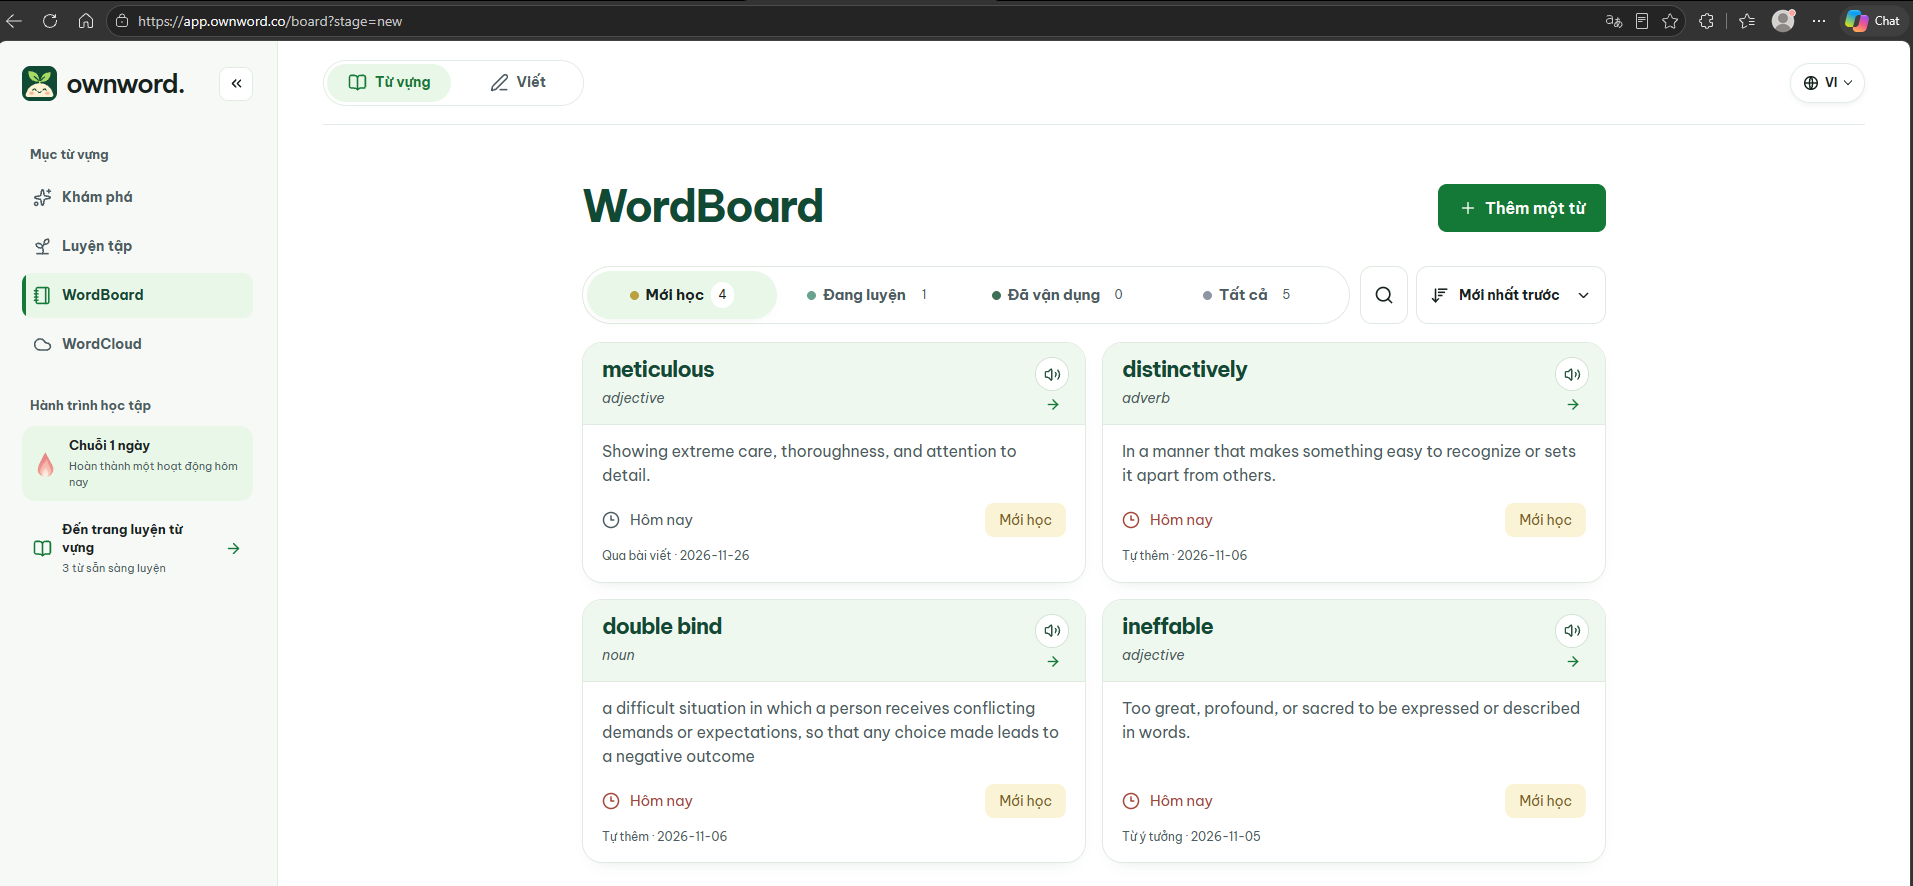 https://app.ownword.co/board?stage=new
Chat
ownword.
Từ vựng
Viết
VI
Mục từ vựng
Khám phá
Luyện tập
WordBoard
WordCloud
Hành trình học tập
Chuỗi 1 ngày
Hoàn thành một hoạt động hôm
nay
Đến trang luyện từ
vựng
3 từ sẵn sàng luyện
WordBoard
Thêm một từ
Mới học 4
Đang luyện 1
Đã vận dụng 0
Tất cả 5
Mới nhất trước
meticulous
adjective
Showing extreme care, thoroughness, and attention to
detail.
Hôm nay
Mới học
Qua bài viết · 2026-11-26
distinctively
adverb
In a manner that makes something easy to recognize or sets
it apart from others.
Hôm nay
Mới học
Tự thêm · 2026-11-06
double bind
noun
a difficult situation in which a person receives conflicting
demands or expectations, so that any choice made leads to
a negative outcome
Hôm nay
Mới học
Tự thêm · 2026-11-06
ineffable
adjective
Too great, profound, or sacred to be expressed or described
in words.
Hôm nay
Mới học
Từ ý tưởng · 2026-11-05